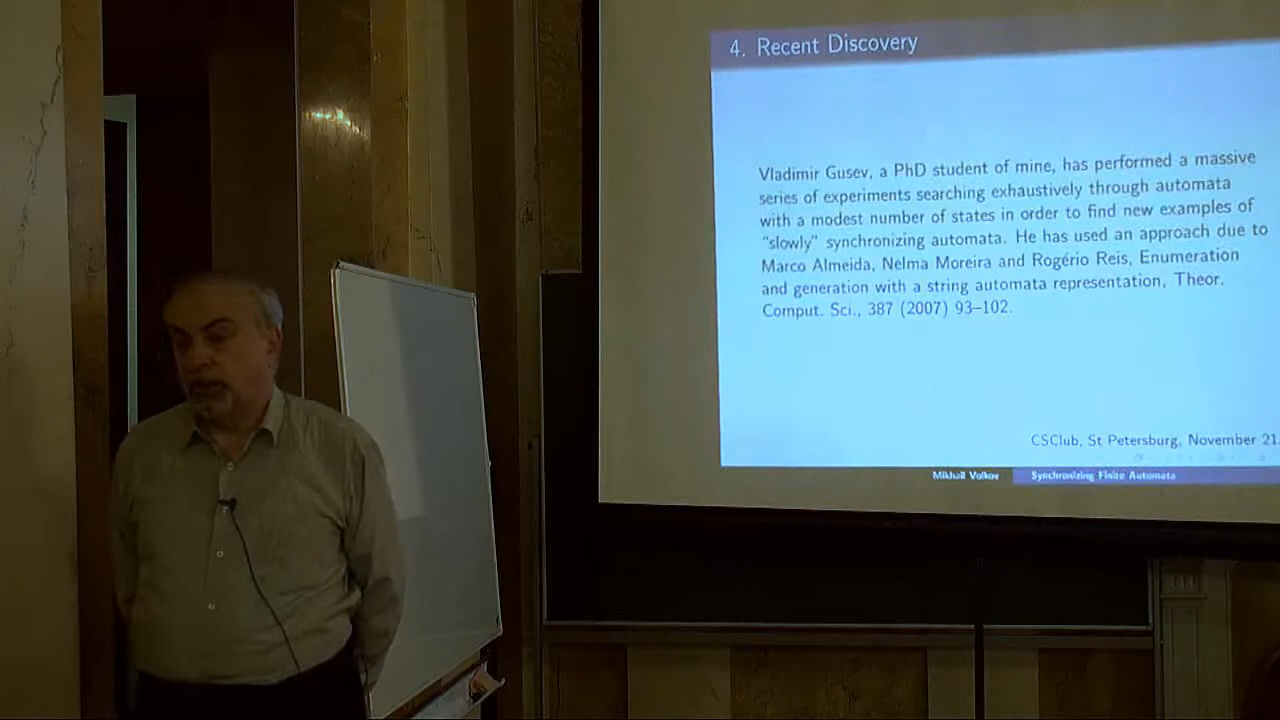 4. Recent Discovery
Vladimir Gusev, a PhD student of mine, has performed a massive
series of experiments searching exhaustively through automata
with a modest number of states in order to find new examples of
“slowly” synchronizing automata. He has used an approach due to
Marco Almeida, Nelma Moreira and Rogério Reis, Enumeration
and generation with a string automata representation, Theor.
Comput. Sci., 387 (2007) 93–102.
CSClub, St Petersburg, November 21
Mikhail Volkov Synchronizing Finite Automata